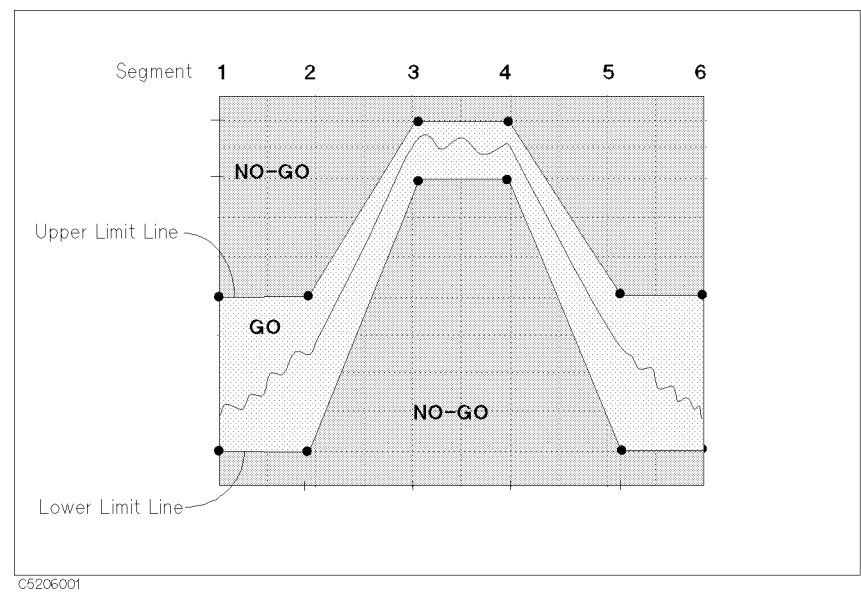 Segment 1 2 3 4 5 6
NO-GO
Upper Limit Line
GO
NO-GO
Lower Limit Line
C5206001